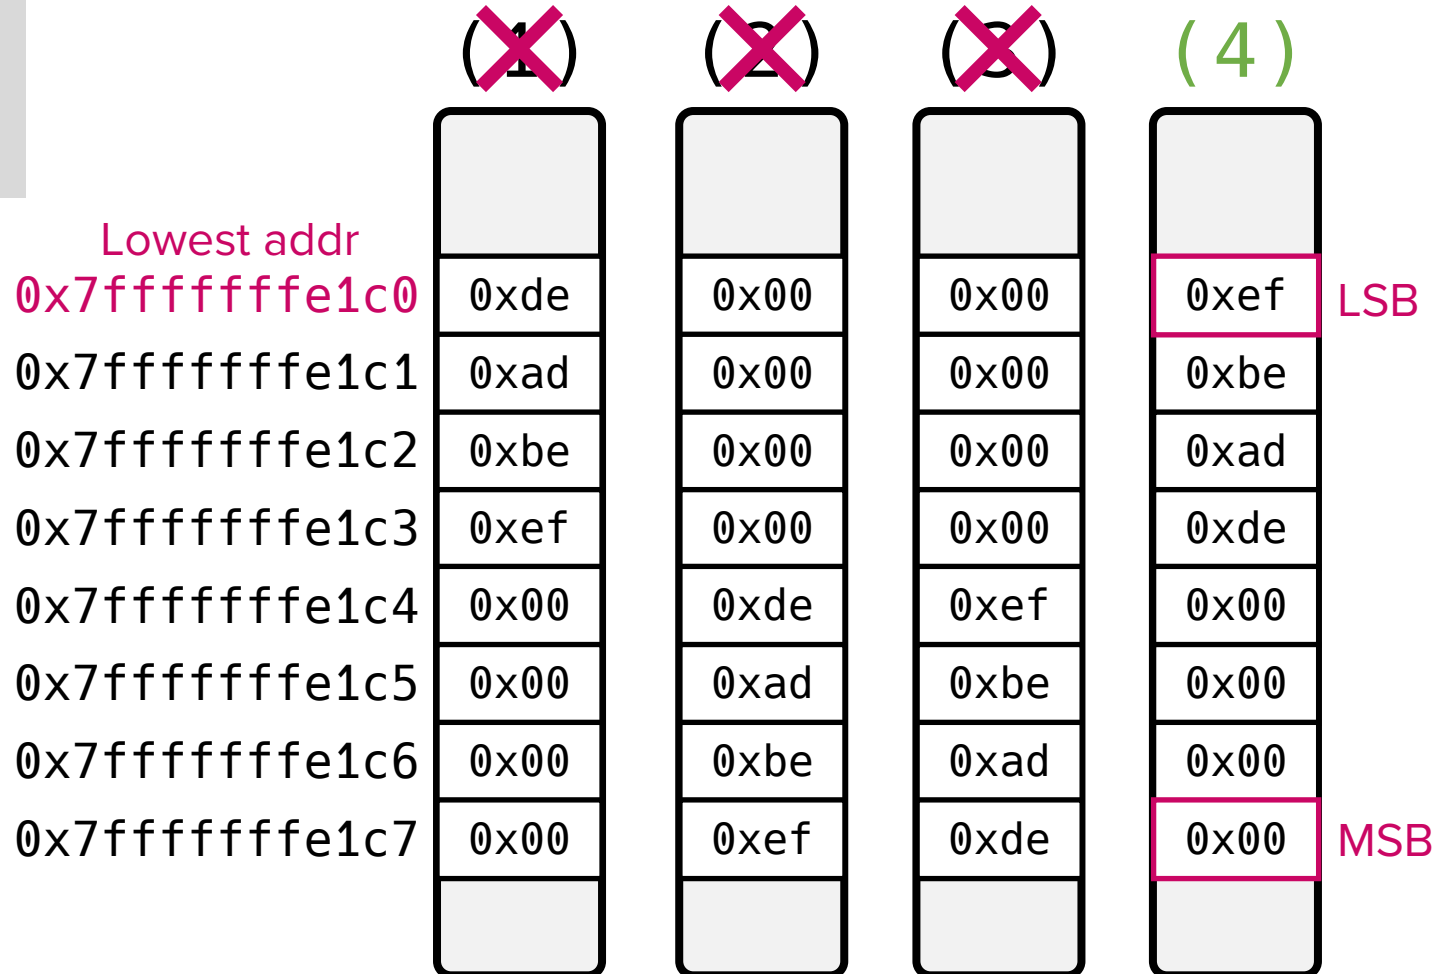 (1) (2) (4)
Lowest addr
0x7fffffffe1c0 0xde 0x00 0x00 0xef LSB
0x7fffffffe1c1 0xad 0x00 0x00 0xbe
0x7fffffffe1c2 0xbe 0x00 0x00 0xad
0x7fffffffe1c3 0xef 0x00 0x00 0xde
0x7fffffffe1c4 0x00 0xde 0xef 0x00
0x7fffffffe1c5 0x00 0xad 0xbe 0x00
0x7fffffffe1c6 0x00 0xbe 0xad 0x00
0x7fffffffe1c7 0x00 0xef 0xde 0x00 MSB